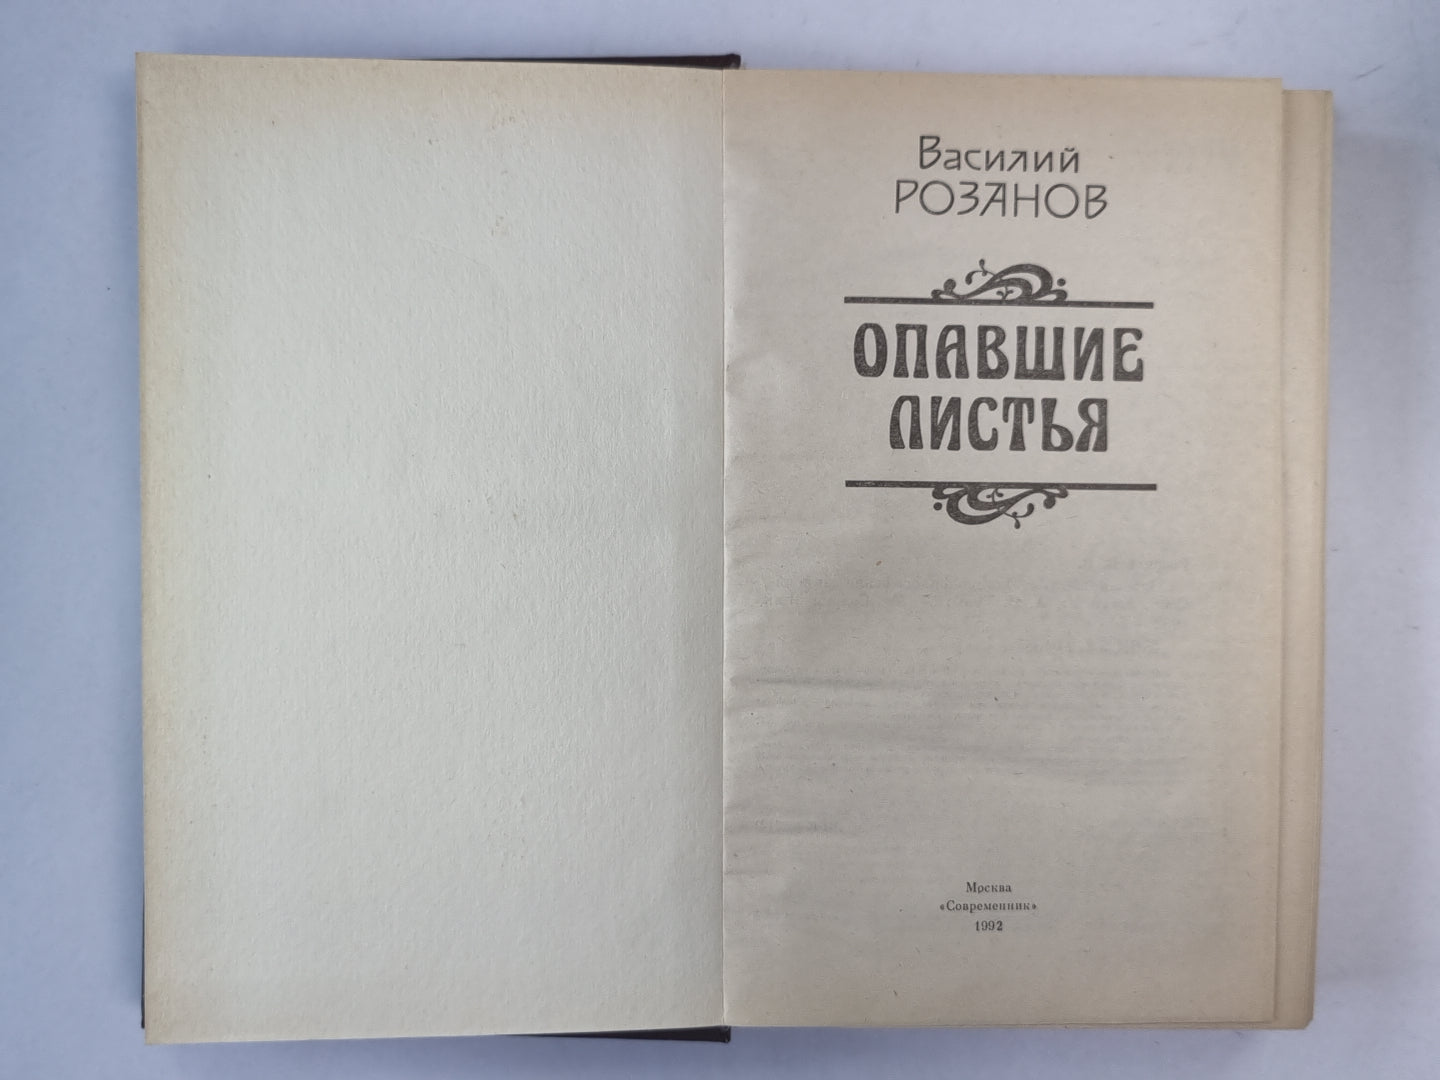 Василий
РОЗАНОВ
ОПАВШИЕ
ЛИСТЬЯ
Москва
«Современник»
1992